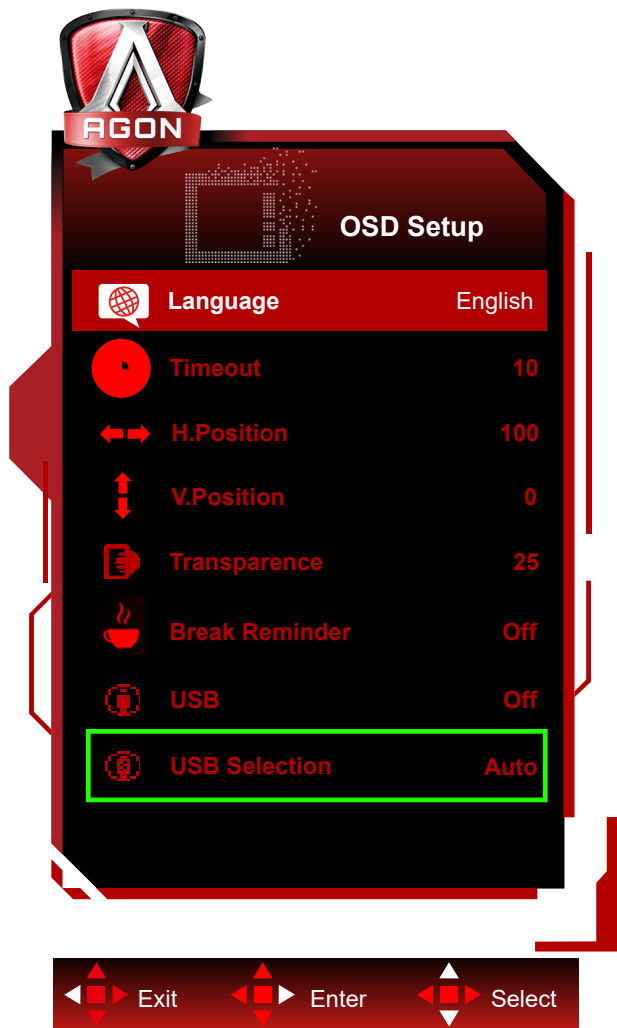 AGON
OSD Setup
Language English
Timeout 10
H.Position 100
V.Position 0
Transparence 25
Break Reminder Off
USB Off
USB Selection Auto
Exit Enter Select